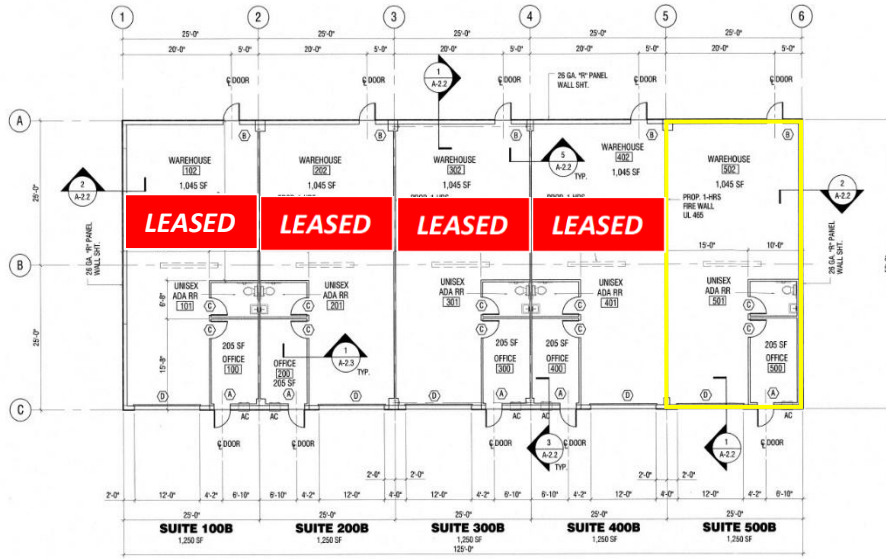 1 2 3 4 5 6
25'-0" 25'-0" 25'-0" 25'-0" 25'-0"
20'-0" 5'-0" 20'-0" 5'-0" 20'-0" 5'-0" 20'-0" 5'-0" 20'-0" 5'-0"
1
A-2.2
26 GA. "R" PANEL
WALL SHT.
℄ DOOR ℄ DOOR ℄ DOOR ℄ DOOR ℄ DOOR
A
B B B B B
WAREHOUSE
102
1,045 SF
WAREHOUSE
202
1,045 SF
WAREHOUSE
302
1,045 SF
5
A-2.2
TYP.
WAREHOUSE
402
1,045 SF
WAREHOUSE
502
1,045 SF
2
A-2.2
2
A-2.2
PROP. 1-HRS
FIRE WALL
UL 465
LEASED LEASED LEASED LEASED
25'-0"
26 GA. "R" PANEL
WALL SHT.
26 GA. "R" PANEL
WALL SHT.
15'-0" 10'-0"
B
UNISEX
ADA RR
101
UNISEX
ADA RR
201
UNISEX
ADA RR
301
UNISEX
ADA RR
401
UNISEX
ADA RR
501
C C C C C
C C C C C
25'-0"
15'-8"
205 SF
OFFICE
100
OFFICE
200
205 SF
1
A-2.3
TYP.
205 SF
OFFICE
300
205 SF
OFFICE
400
205 SF
OFFICE
500
D A A D D A A D D A
C
AC AC AC AC AC
℄ DOOR ℄ DOOR ℄ DOOR ℄ DOOR ℄ DOOR
3
A-2.2
TYP.
1
A-2.2
2'-0" 2'-0" 2'-0" 2'-0"
2'-0" 12'-0" 4'-2" 6'-10" 6'-10" 4'-2" 12'-0" 4'-0" 12'-0" 4'-2" 6'-10" 6'-10" 4'-2" 12'-0" 4'-0" 12'-0" 4'-2" 6'-10"
25'-0" 25'-0" 25'-0" 25'-0" 25'-0"
SUITE 100B SUITE 200B SUITE 300B SUITE 400B SUITE 500B
1,250 SF 1,250 SF 1,250 SF 1,250 SF 1,250 SF
125'-0"